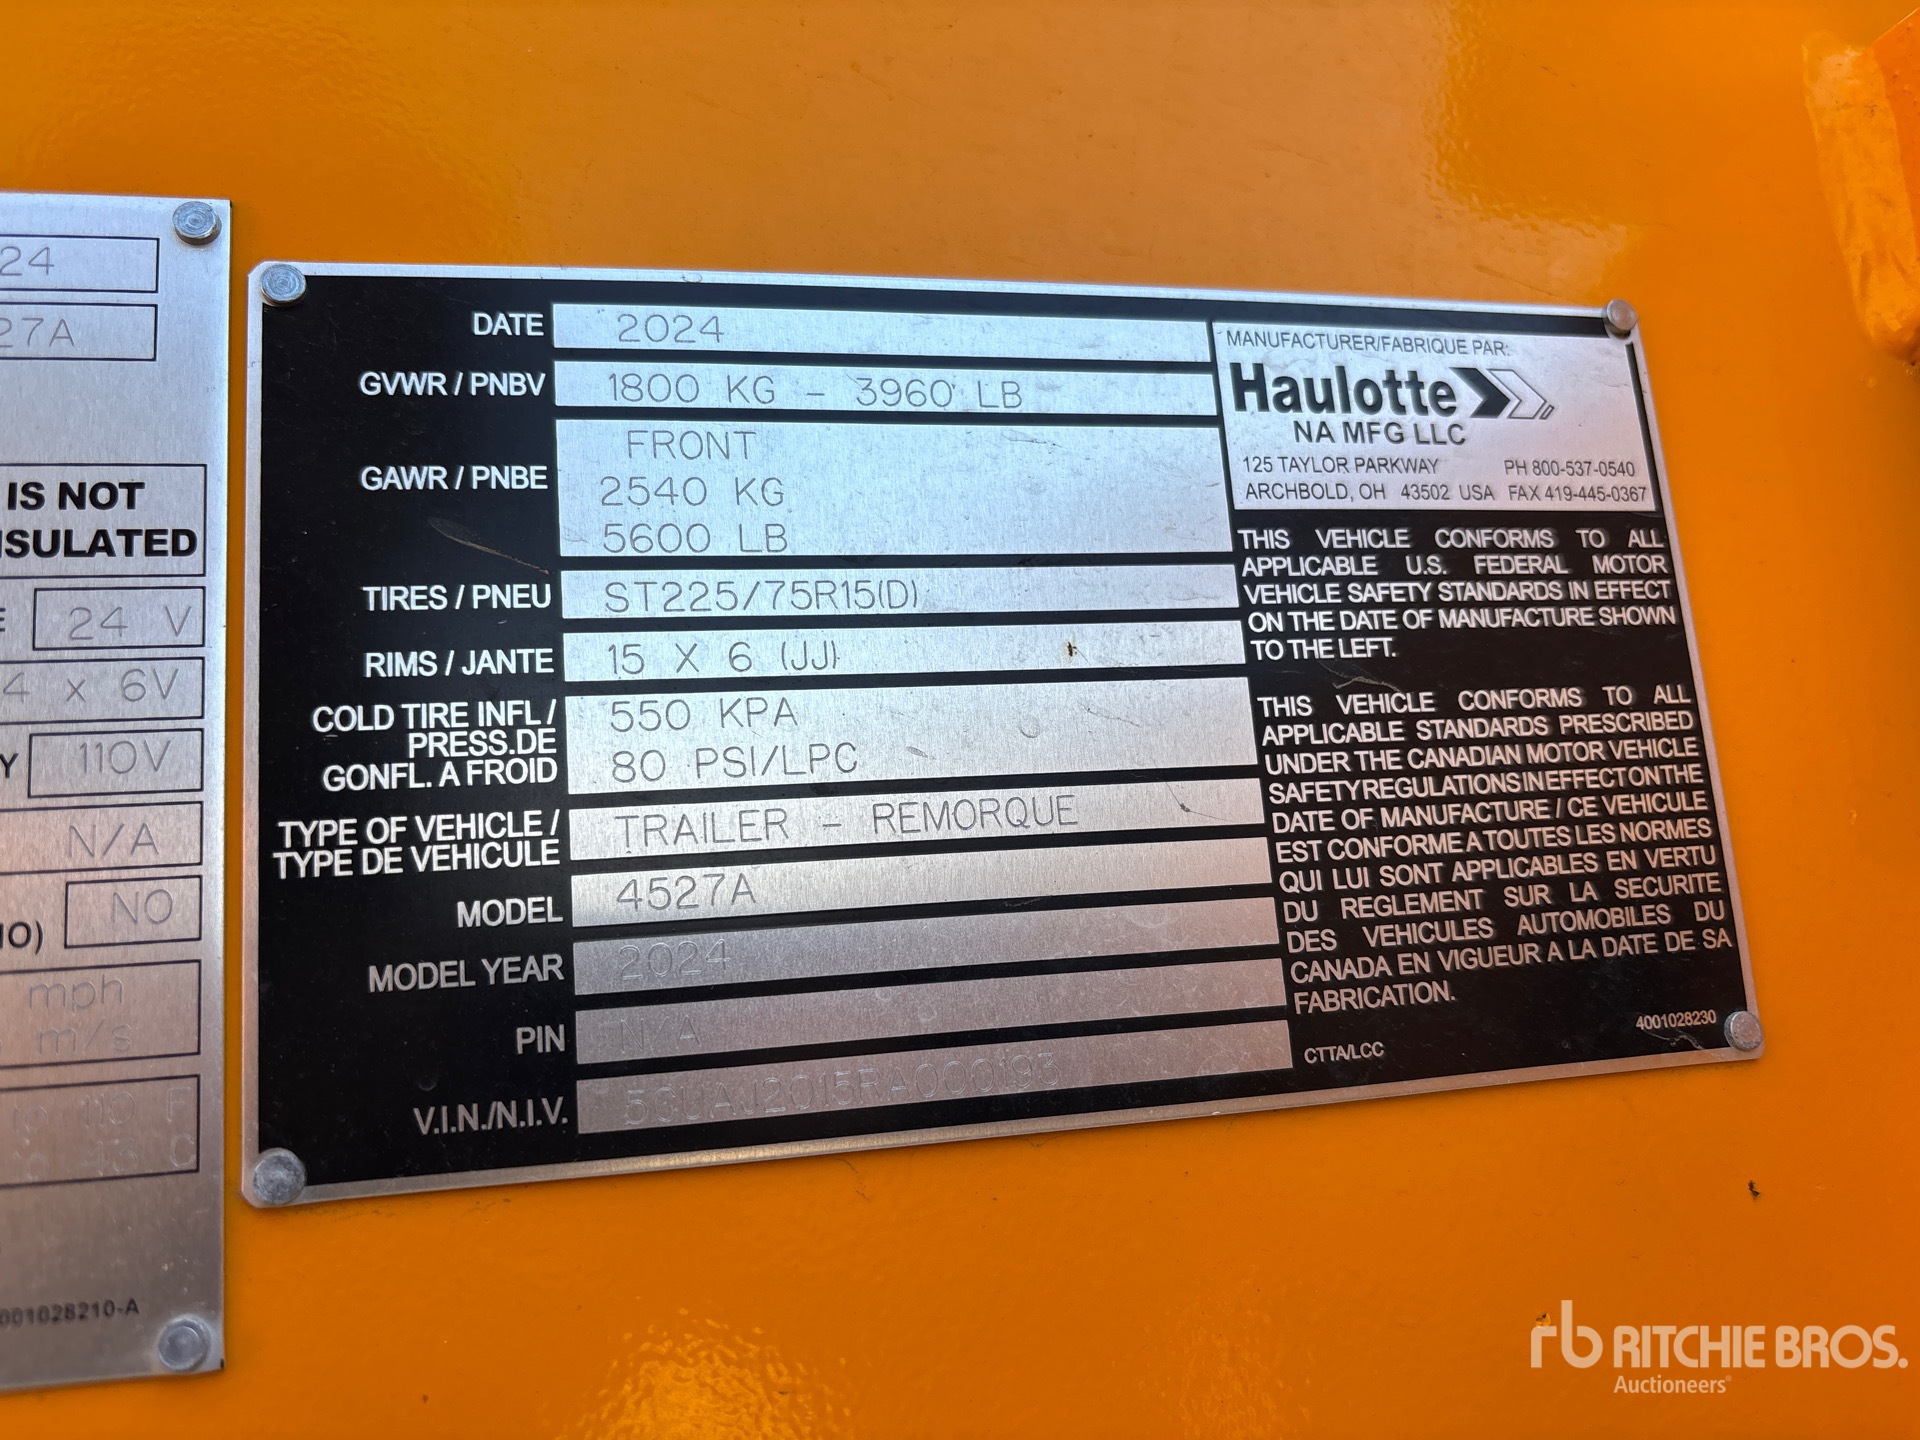 24
27A
IS NOT
NSULATED
E 24 V
4 x 6V
Y 110V
N/A
IO) NO
mph
m/s
to 110 F
43 C
001028210-A
DATE 2024
GVWR / PNBV 1800 KG - 3960 LB
GAWR / PNBE FRONT
2540 KG
5600 LB
TIRES / PNEU ST225/75R15(D)
RIMS / JANTE 15 X 6 (JJ)
COLD TIRE INFL / 550 KPA
PRESS.DE
GONFL. A FROID 80 PSI/LPC
TYPE OF VEHICLE / TRAILER - REMORQUE
TYPE DE VEHICULE
MODEL 4527A
MODEL YEAR 2024
PIN N/A
V.I.N./N.I.V. 5CUAJ2015RA000193
MANUFACTURER/FABRIQUE PAR:
Haulotte
NA MFG LLC
125 TAYLOR PARKWAY PH 800-537-0540
ARCHBOLD, OH 43502 USA FAX 419-445-0367
THIS VEHICLE CONFORMS TO ALL
APPLICABLE U.S. FEDERAL MOTOR
VEHICLE SAFETY STANDARDS IN EFFECT
ON THE DATE OF MANUFACTURE SHOWN
TO THE LEFT.
THIS VEHICLE CONFORMS TO ALL
APPLICABLE STANDARDS PRESCRIBED
UNDER THE CANADIAN MOTOR VEHICLE
SAFETY REGULATIONS IN EFFECT ON THE
DATE OF MANUFACTURE / CE VEHICULE
EST CONFORME A TOUTES LES NORMES
QUI LUI SONT APPLICABLES EN VERTU
DU REGLEMENT SUR LA SECURITE
DES VEHICULES AUTOMOBILES DU
CANADA EN VIGUEUR A LA DATE DE SA
FABRICATION.
4001028230
CTTA/LCC
rb RITCHIE BROS.
Auctioneers